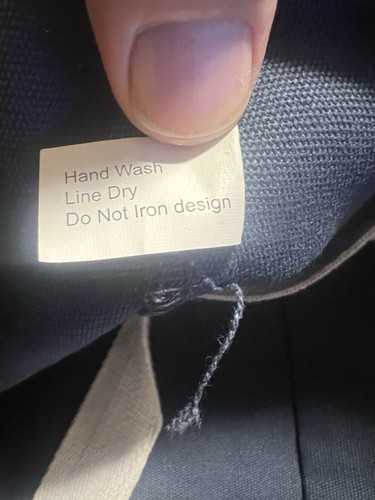 Hand Wash
Line Dry
Do Not Iron design